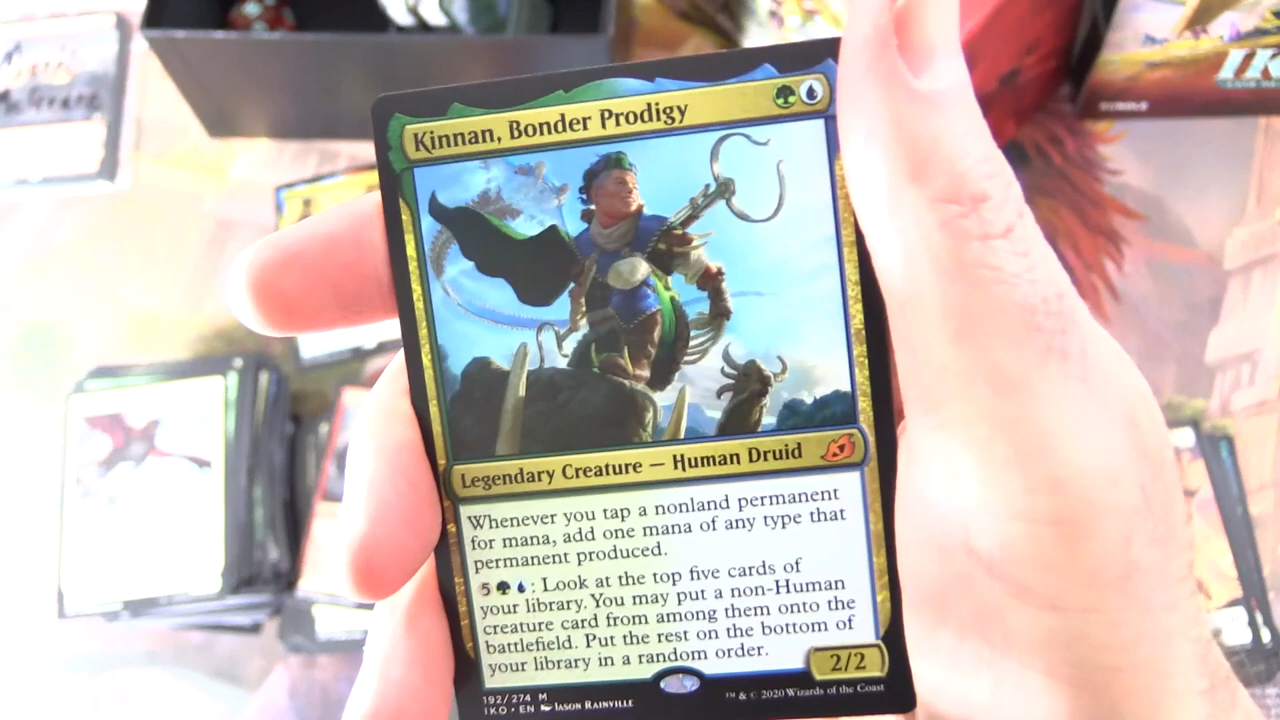 Kinnan, Bonder Prodigy
Legendary Creature — Human Druid
Whenever you tap a nonland permanent
for mana, add one mana of any type that
permanent produced.
5 : Look at the top five cards of
your library. You may put a non-Human
creature card from among them onto the
battlefield. Put the rest on the bottom of
your library in a random order.
2/2
192/274 M
IKO • EN Jason Rainville
™ & © 2020 Wizards of the Coast
BUNDLE